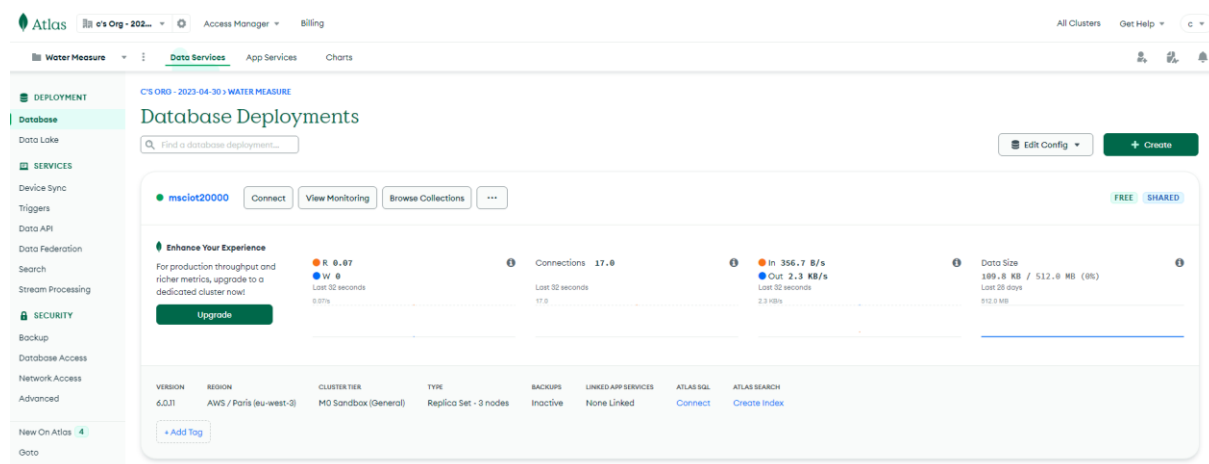 Atlas
c's Org - 202...
Access Manager
Billing
All Clusters
Get Help
c
Water Measure
Data Services
App Services
Charts
DEPLOYMENT
Database
Data Lake
SERVICES
Device Sync
Triggers
Data API
Data Federation
Search
Stream Processing
SECURITY
Backup
Database Access
Network Access
Advanced
New On Atlas 4
Goto
C'S ORG - 2023-04-30 > WATER MEASURE
Database Deployments
Find a database deployment...
Edit Config
+ Create
msciot20000
Connect
View Monitoring
Browse Collections
...
FREE
SHARED
Enhance Your Experience
For production throughput and
richer metrics, upgrade to a
dedicated cluster now!
Upgrade
R 0.07
W 0
Last 32 seconds
0.07/s
Connections 17.0
Last 32 seconds
17.0
In 356.7 B/s
Out 2.3 KB/s
Last 32 seconds
2.3 KB/s
Data Size
109.8 KB / 512.0 MB (0%)
Last 28 days
512.0 MB
VERSION
6.0.11
REGION
AWS / Paris (eu-west-3)
CLUSTER TIER
M0 Sandbox (General)
TYPE
Replica Set - 3 nodes
BACKUPS
Inactive
LINKED APP SERVICES
None Linked
ATLAS SQL
Connect
ATLAS SEARCH
Create Index
+ Add Tag